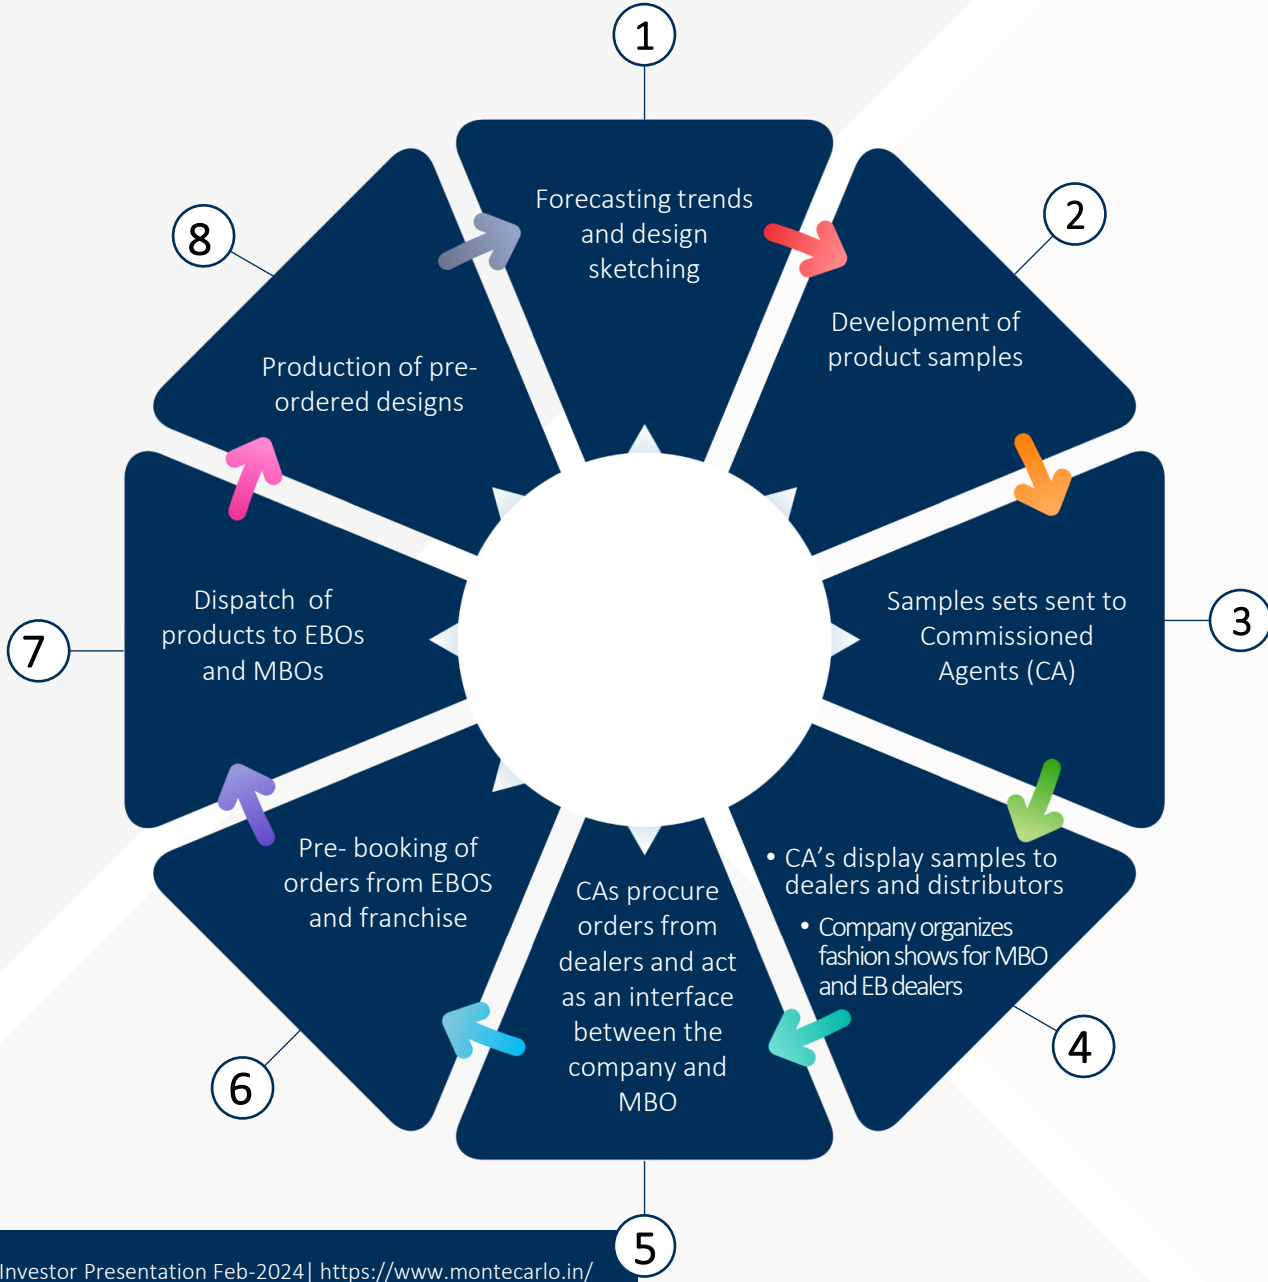 1
Forecasting trends
and design
sketching
2
Development of
product samples
3
Samples sets sent to
Commissioned
Agents (CA)
4
• CA’s display samples to
dealers and distributors
• Company organizes
fashion shows for MBO
and EB dealers
5
CAs procure
orders from
dealers and act
as an interface
between the
company and
MBO
6
Pre- booking of
orders from EBOS
and franchise
7
Dispatch of
products to EBOs
and MBOs
8
Production of pre-
ordered designs
Investor Presentation Feb-2024| https://www.montecarlo.in/